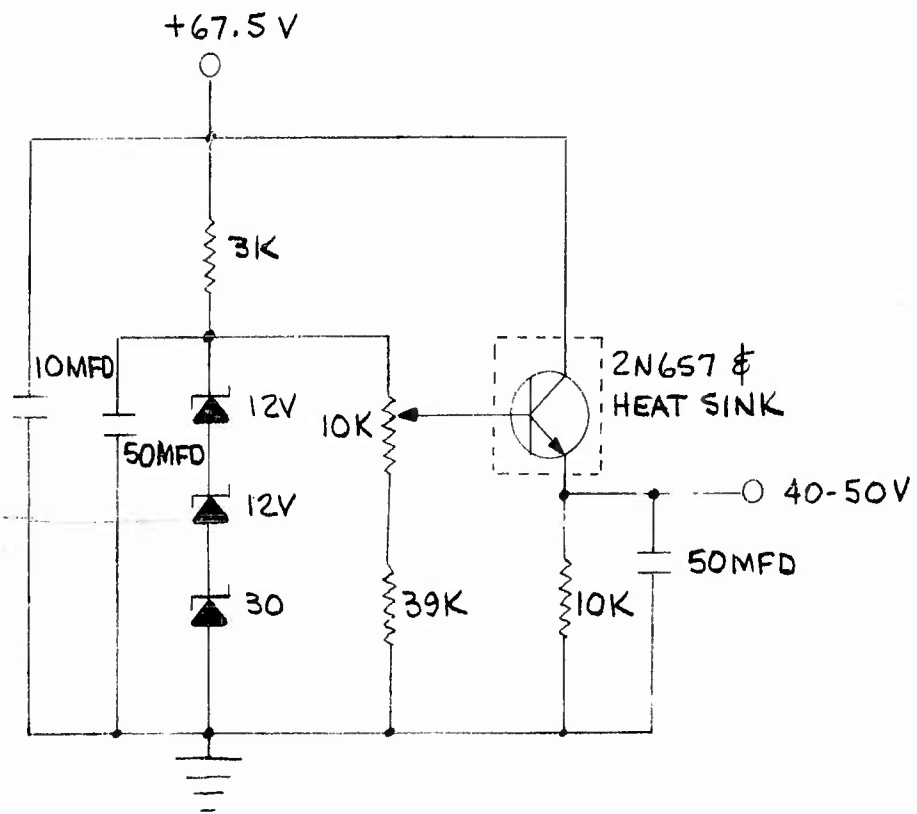 +67.5 V
3K
10MFD
50MFD
12V
12V
30
10K
39K
2N657 &
HEAT SINK
40-50V
10K
50MFD